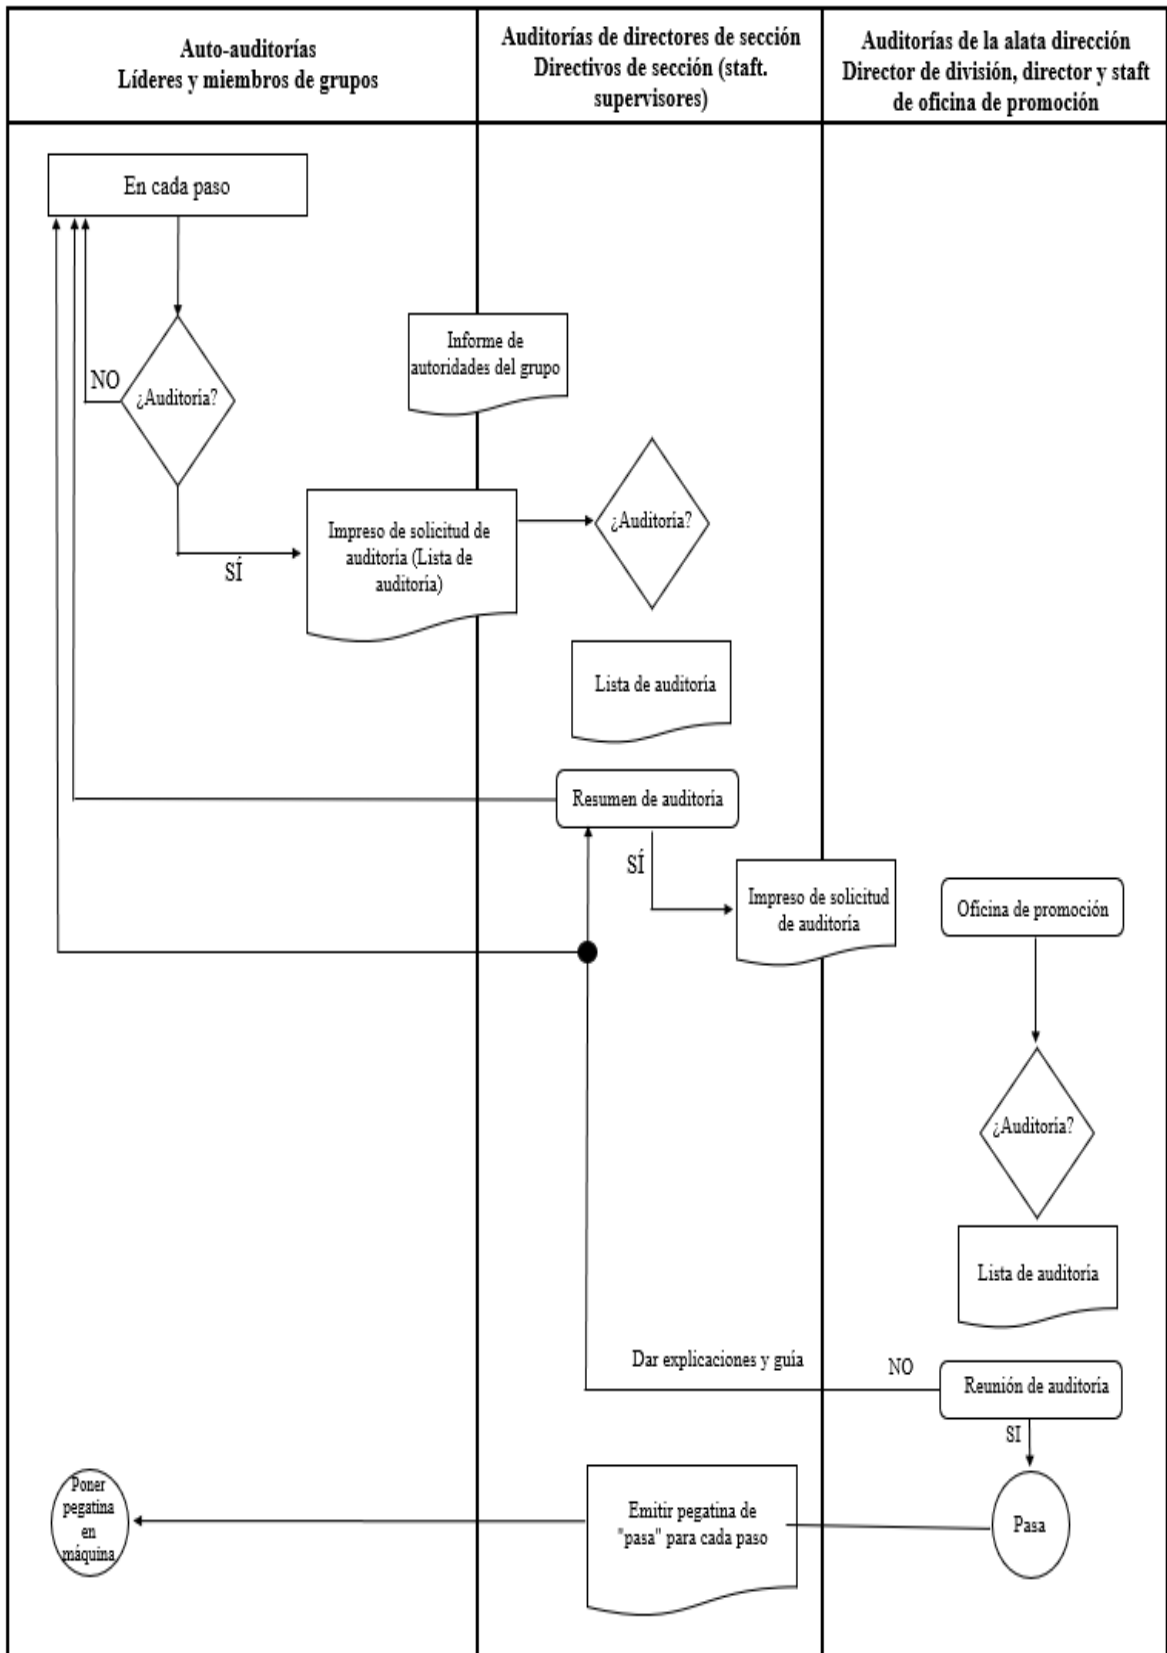 Auto-auditorías
Líderes y miembros de grupos
Auditorías de directores de sección
Directivos de sección (staft.
supervisores)
Auditorías de la alata dirección
Director de división, director y staft
de oficina de promoción
En cada paso
Informe de
autoridades del grupo
NO
¿Auditoría?
Impreso de solicitud de
auditoría (Lista de
auditoría)
¿Auditoría?
SÍ
Lista de auditoría
Resumen de auditoría
SÍ
Impreso de solicitud
de auditoría
Oficina de promoción
¿Auditoría?
Lista de auditoría
Dar explicaciones y guía
NO
Reunión de auditoría
SI
Poner
pegatina
en
máquina
Emitir pegatina de
"pasa" para cada paso
Pasa